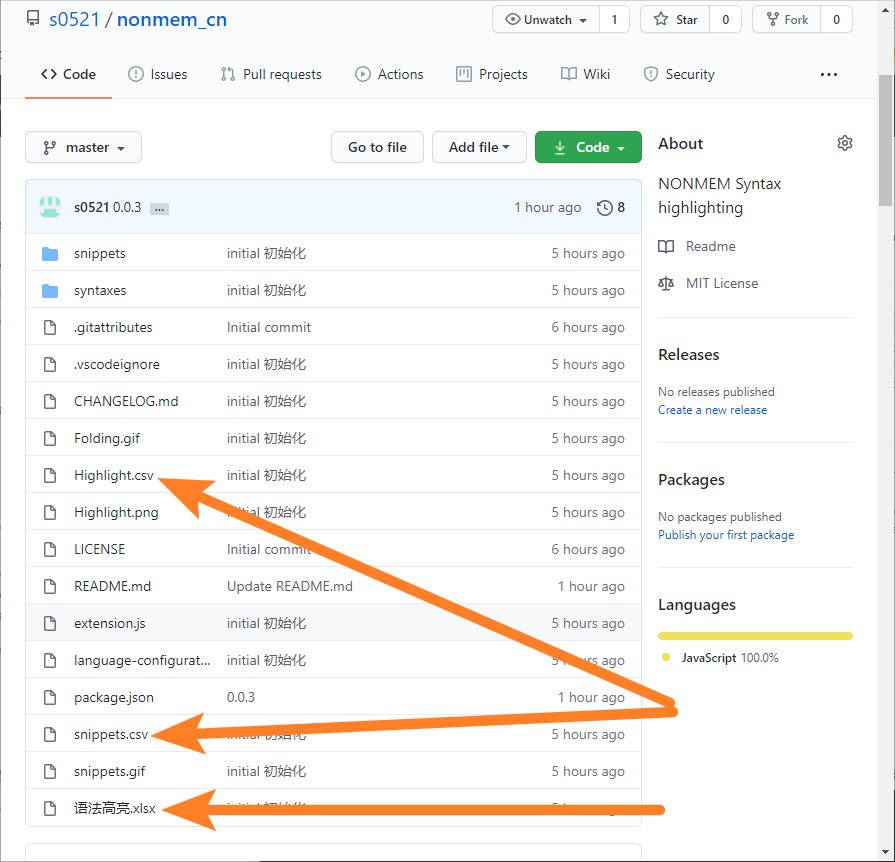 s0521 / nonmem_cn
Unwatch 1 Star 0 Fork 0
Code Issues Pull requests Actions Projects Wiki Security ...
master Go to file Add file Code
About
NONMEM Syntax
highlighting
Readme
MIT License
Releases
No releases published
Create a new release
Packages
No packages published
Publish your first package
Languages
JavaScript 100.0%
s0521 0.0.3 ... 1 hour ago 8
snippets initial 初始化 5 hours ago
syntaxes initial 初始化 5 hours ago
.gitattributes Initial commit 6 hours ago
.vscodeignore initial 初始化 5 hours ago
CHANGELOG.md initial 初始化 5 hours ago
Folding.gif initial 初始化 5 hours ago
Highlight.csv initial 初始化 5 hours ago
Highlight.png initial 初始化 5 hours ago
LICENSE Initial commit 6 hours ago
README.md Update README.md 1 hour ago
extension.js initial 初始化 5 hours ago
language-configurat... initial 初始化 5 hours ago
package.json 0.0.3 1 hour ago
snippets.csv initial 初始化 5 hours ago
snippets.gif initial 初始化 5 hours ago
语法高亮.xlsx initial 初始化 5 hours ago